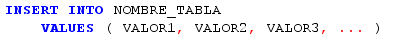 INSERT INTO NOMBRE_TABLA
VALUES ( VALOR1, VALOR2, VALOR3, ... )